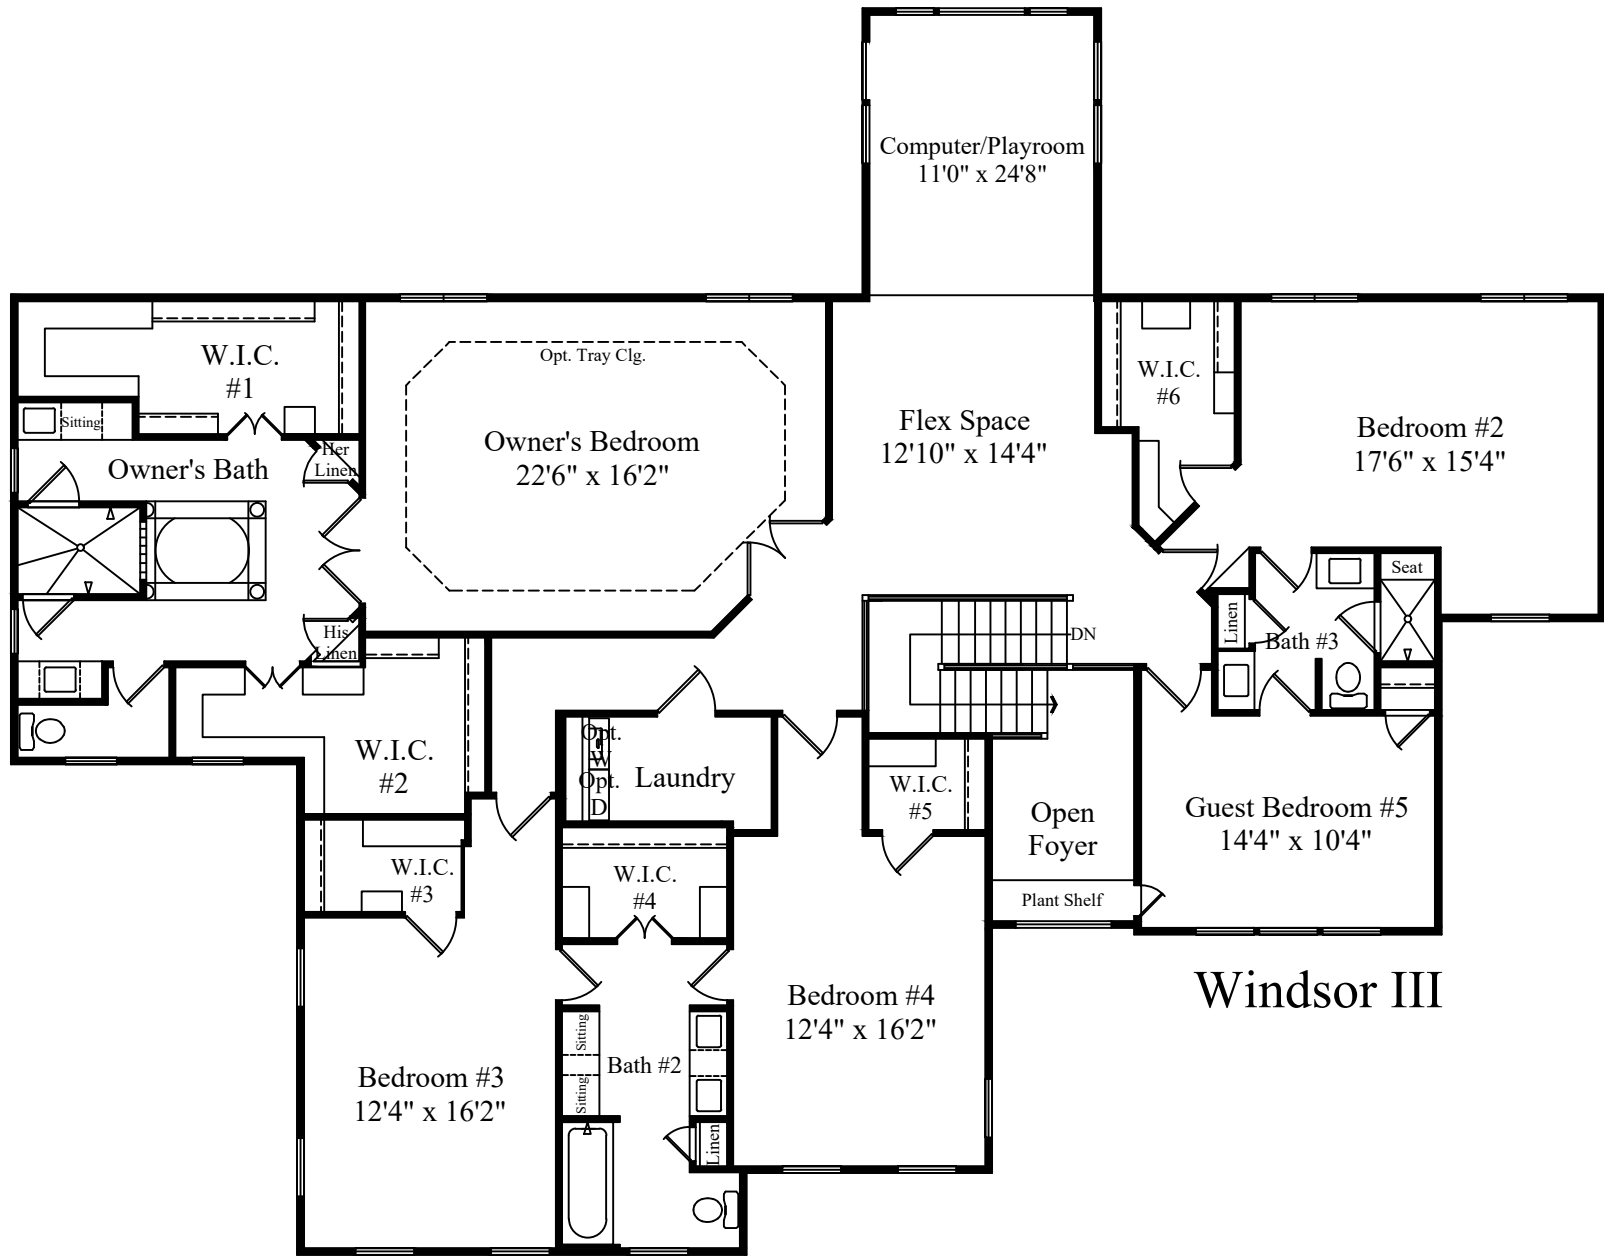 Computer/Playroom
11'0" x 24'8"
W.I.C.
#1
Opt. Tray Clg.
Owner's Bedroom
22'6" x 16'2"
Flex Space
12'10" x 14'4"
W.I.C.
#6
Bedroom #2
17'6" x 15'4"
Sitting
Owner's Bath
Her
Linen
His
Linen
DN
Linen
Bath #3
Seat
W.I.C.
#2
Opt.
W
Opt.
D
Laundry
W.I.C.
#5
Open
Foyer
Guest Bedroom #5
14'4" x 10'4"
W.I.C.
#3
W.I.C.
#4
Plant Shelf
Windsor III
Bedroom #4
12'4" x 16'2"
Sitting
Sitting
Bath #2
Bedroom #3
12'4" x 16'2"
Linen